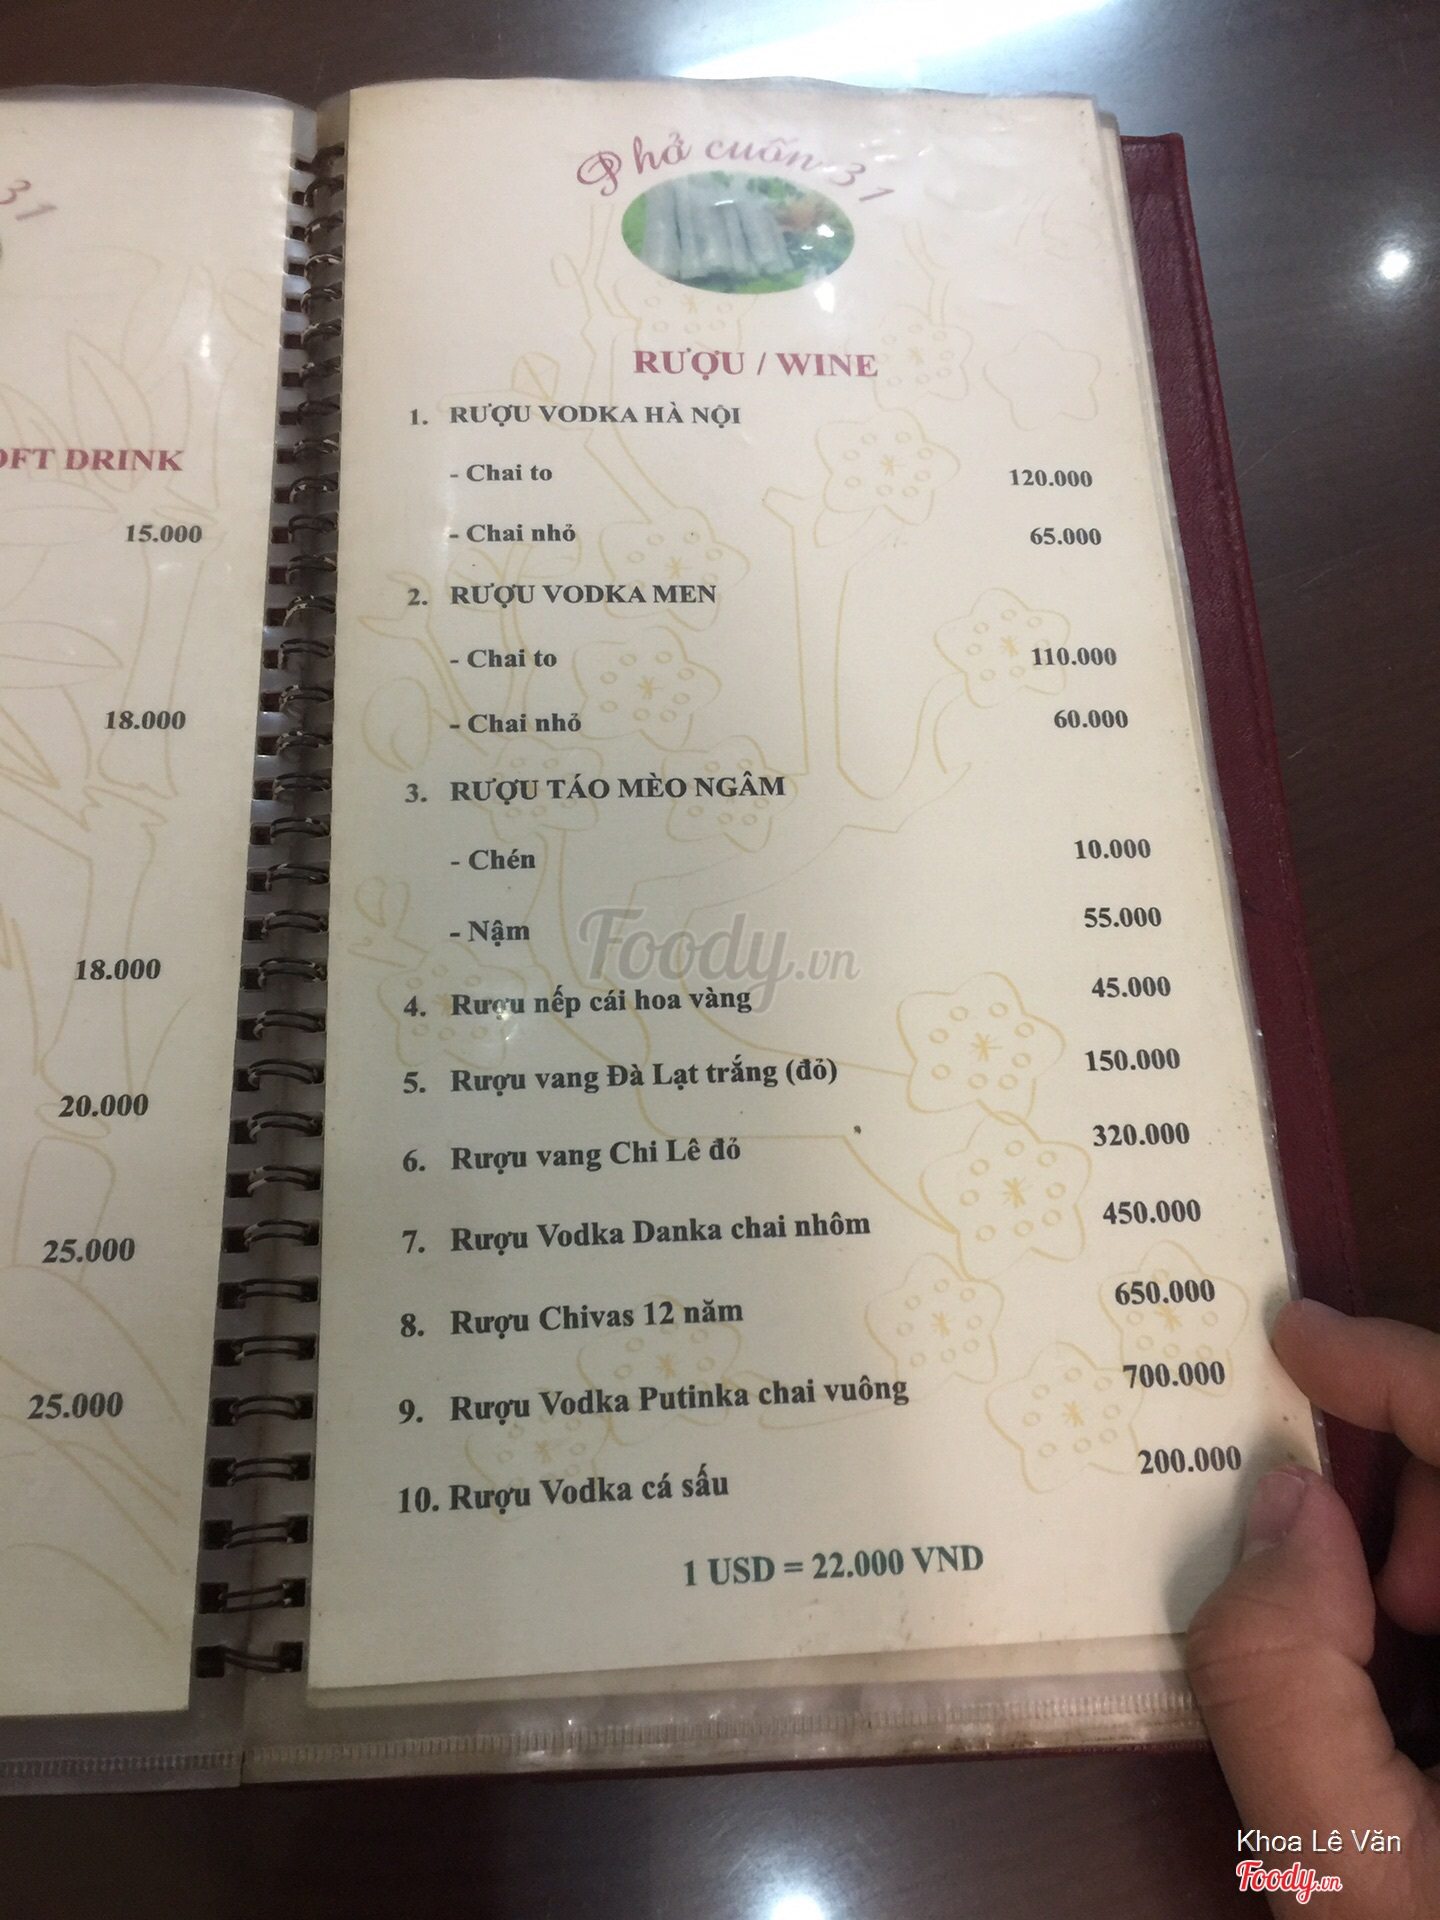 31
OFT DRINK
15.000
18.000
18.000
20.000
25.000
25.000
Phở cuốn 31
RƯỢU / WINE
1. RƯỢU VODKA HÀ NỘI
- Chai to 120.000
- Chai nhỏ 65.000
2. RƯỢU VODKA MEN
- Chai to 110.000
- Chai nhỏ 60.000
3. RƯỢU TÁO MÈO NGÂM
- Chén 10.000
- Nậm 55.000
Foody.vn
4. Rượu nếp cái hoa vàng 45.000
5. Rượu vang Đà Lạt trắng (đỏ) 150.000
6. Rượu vang Chi Lê đỏ 320.000
7. Rượu Vodka Danka chai nhôm 450.000
8. Rượu Chivas 12 năm 650.000
9. Rượu Vodka Putinka chai vuông 700.000
10. Rượu Vodka cá sấu 200.000
1 USD = 22.000 VND
Khoa Lê Văn
Foody.vn